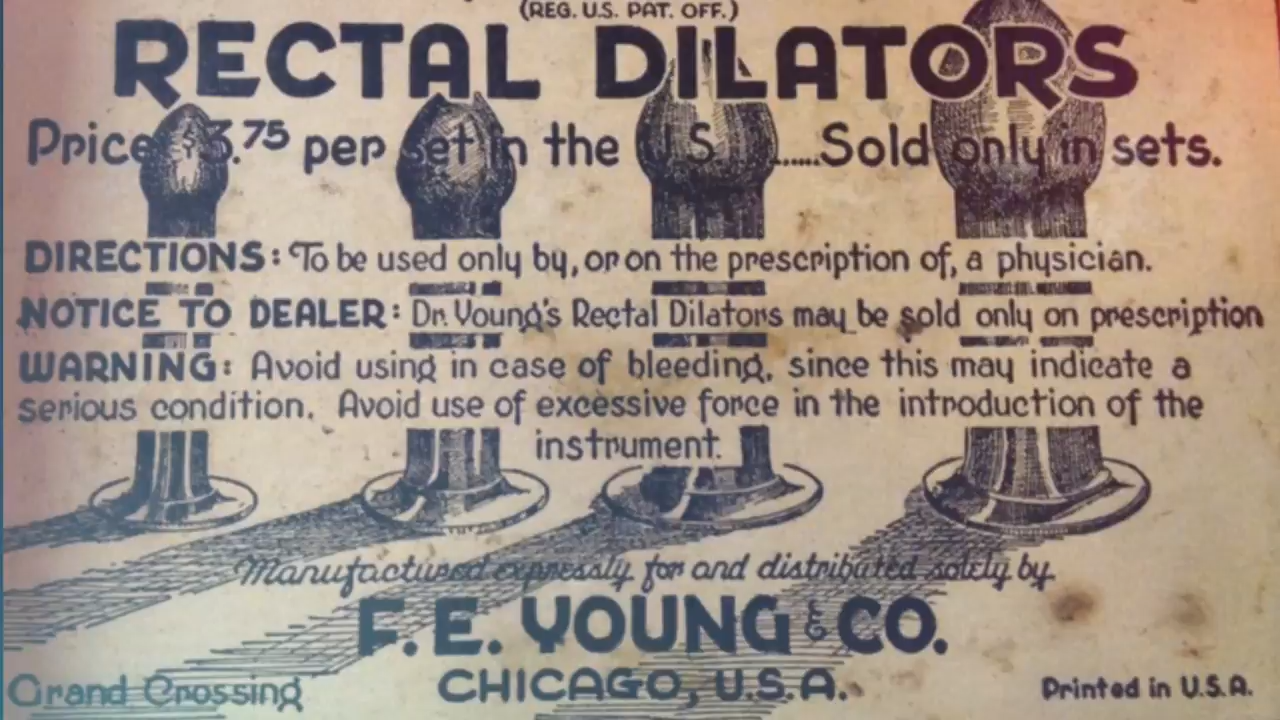 (REG. U.S. PAT. OFF.)
RECTAL DILATORS
Price $3.75 per set in the U.S. ......Sold only in sets.
DIRECTIONS: To be used only by, or on the prescription of, a physician.
NOTICE TO DEALER: Dr. Young's Rectal Dilators may be sold only on prescription
WARNING: Avoid using in case of bleeding, since this may indicate a
serious condition. Avoid use of excessive force in the introduction of the
instrument.
Manufactured expressly for and distributed solely by
F. E. YOUNG & CO.
Grand Crossing
CHICAGO, U.S.A.
Printed in U.S.A.